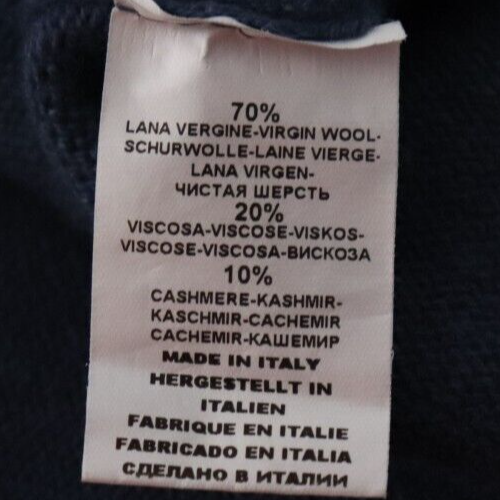 70%
LANA VERGINE-VIRGIN WOOL-
SCHURWOLLE-LAINE VIERGE-
LANA VIRGEN-
ЧИСТАЯ ШЕРСТЬ
20%
VISCOSA-VISCOSE-VISKOS-
VISCOSE-VISCOSA-ВИСКОЗА
10%
CASHMERE-KASHMIR-
KASCHMIR-CACHEMIR
CACHEMIR-КАШЕМИР
MADE IN ITALY
HERGESTELLT IN
ITALIEN
FABRIQUE EN ITALIE
FABRICADO EN ITALIA
СДЕЛАНО В ИТАЛИИ